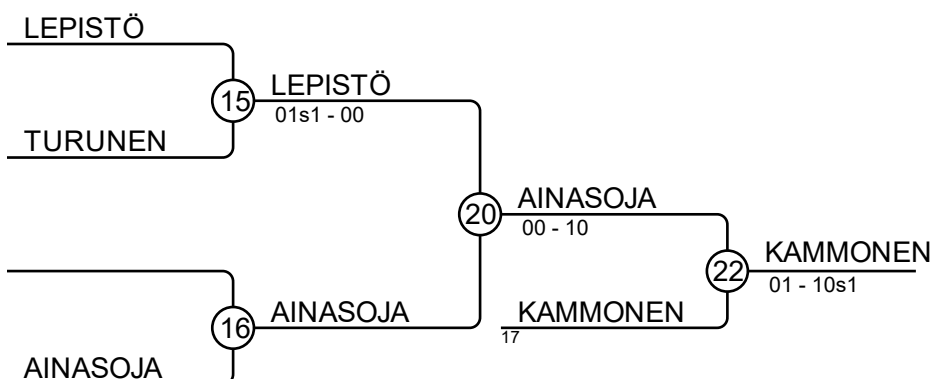 LEPISTÖ
15
LEPISTÖ
01s1 - 00
TURUNEN
20
AINASOJA
00 - 10
22
KAMMONEN
01 - 10s1
16
AINASOJA
KAMMONEN
17
AINASOJA